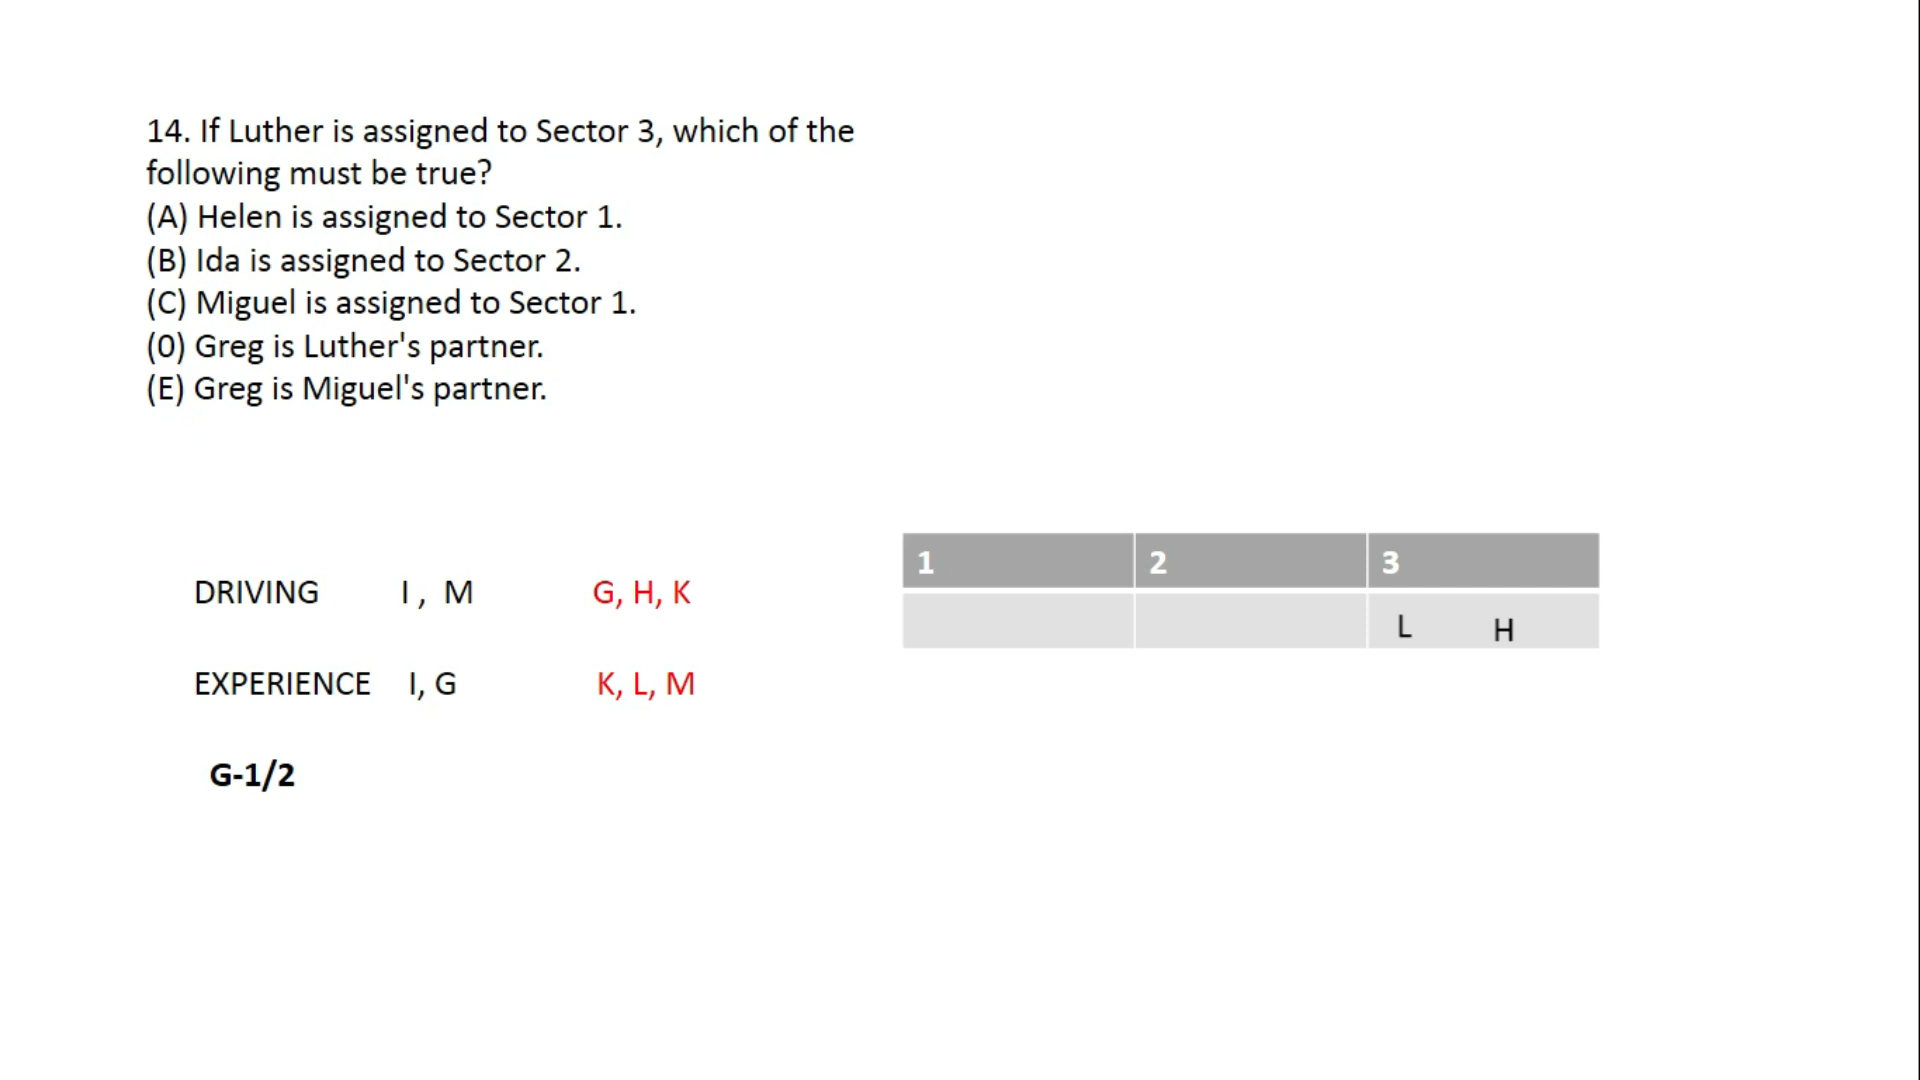 14. If Luther is assigned to Sector 3, which of the
following must be true?
(A) Helen is assigned to Sector 1.
(B) Ida is assigned to Sector 2.
(C) Miguel is assigned to Sector 1.
(0) Greg is Luther's partner.
(E) Greg is Miguel's partner.
1 2 3
L H
DRIVING I , M G, H, K
EXPERIENCE I, G K, L, M
G-1/2